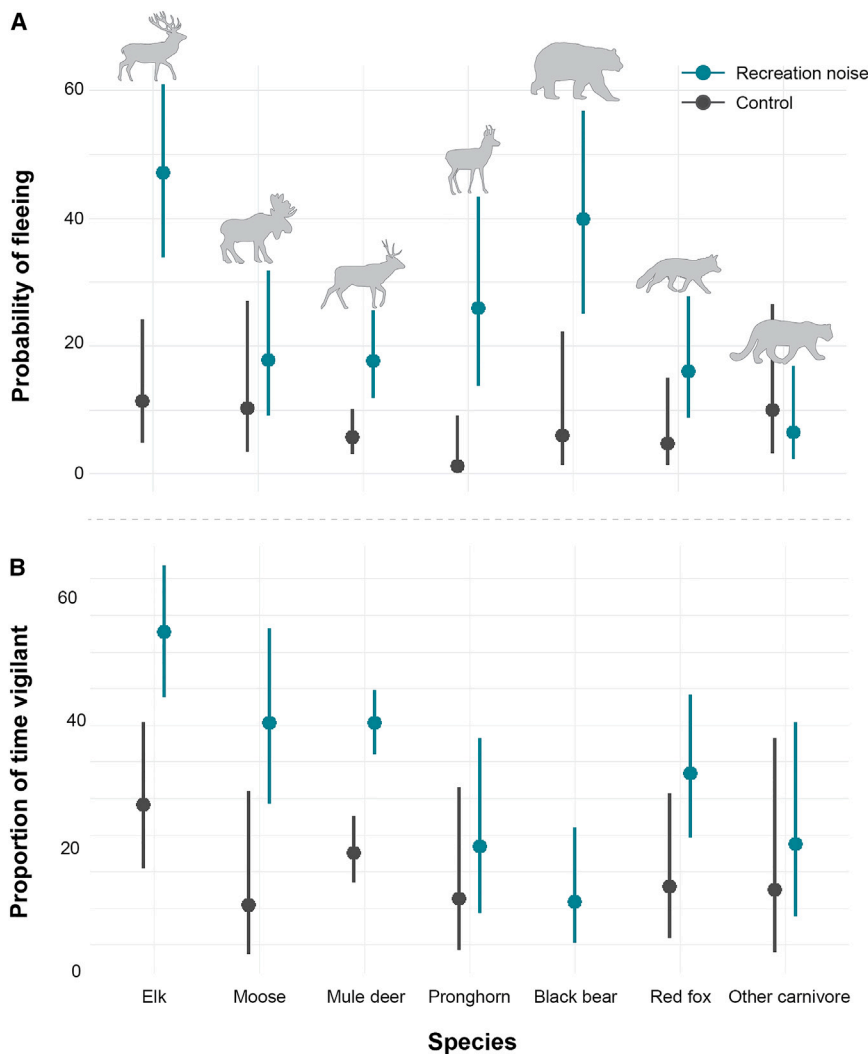 A
Recreation noise
Control
Probability of fleeing
60
40
20
0
B
Proportion of time vigilant
60
40
20
0
Elk
Moose
Mule deer
Pronghorn
Black bear
Red fox
Other carnivore
Species